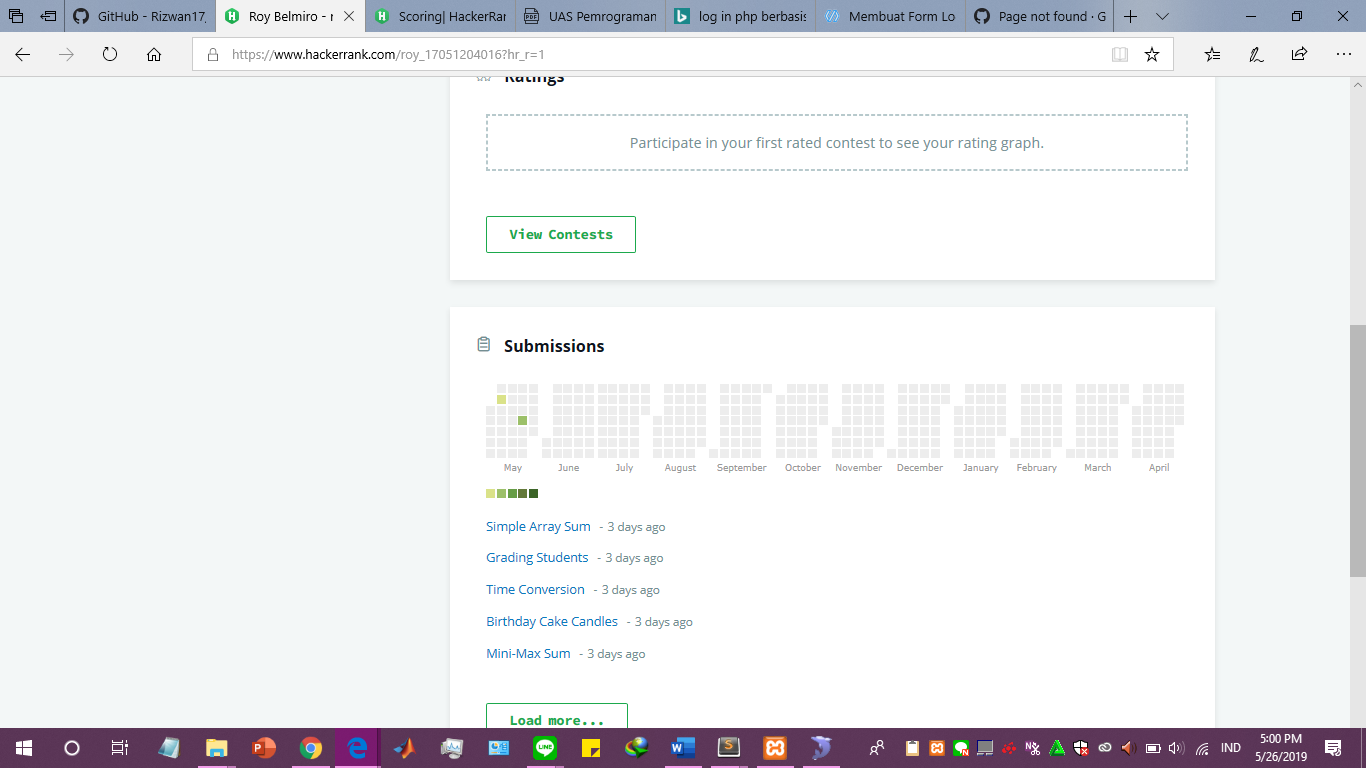 GitHub - Rizwan17
Roy Belmiro - r
Scoring| HackerRan
UAS Pemrograman
log in php berbasis
Membuat Form Lo
Page not found · G
https://www.hackerrank.com/roy_17051204016?hr_r=1
Ratings
Participate in your first rated contest to see your rating graph.
View Contests
Submissions
May June July August September October November December January February March April
Simple Array Sum - 3 days ago
Grading Students - 3 days ago
Time Conversion - 3 days ago
Birthday Cake Candles - 3 days ago
Mini-Max Sum - 3 days ago
Load more...
IND
5:00 PM
5/26/2019